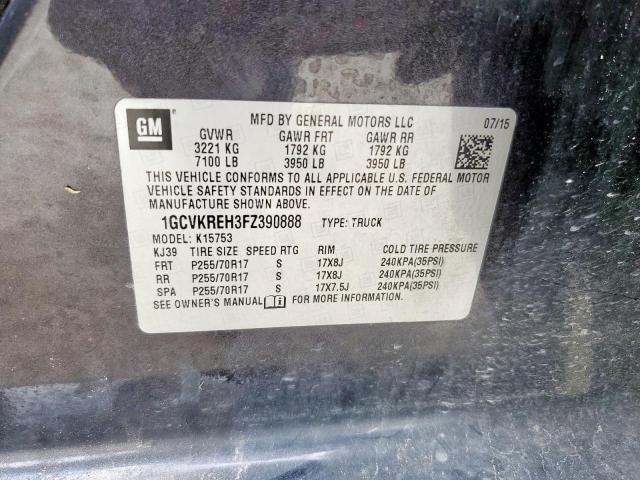 GM
MFD BY GENERAL MOTORS LLC 07/15
GVWR GAWR FRT GAWR RR
3221 KG 1792 KG 1792 KG
7100 LB 3950 LB 3950 LB
THIS VEHICLE CONFORMS TO ALL APPLICABLE U.S. FEDERAL MOTOR
VEHICLE SAFETY STANDARDS IN EFFECT ON THE DATE OF
MANUFACTURE SHOWN ABOVE.
1GCVKREH3FZ390888 TYPE: TRUCK
MODEL: K15753
KJ39 TIRE SIZE SPEED RTG RIM COLD TIRE PRESSURE
FRT P255/70R17 S 17X8J 240KPA(35PSI)
RR P255/70R17 S 17X8J 240KPA(35PSI)
SPA P255/70R17 S 17X7.5J 240KPA(35PSI)
SEE OWNER'S MANUAL FOR MORE INFORMATION.